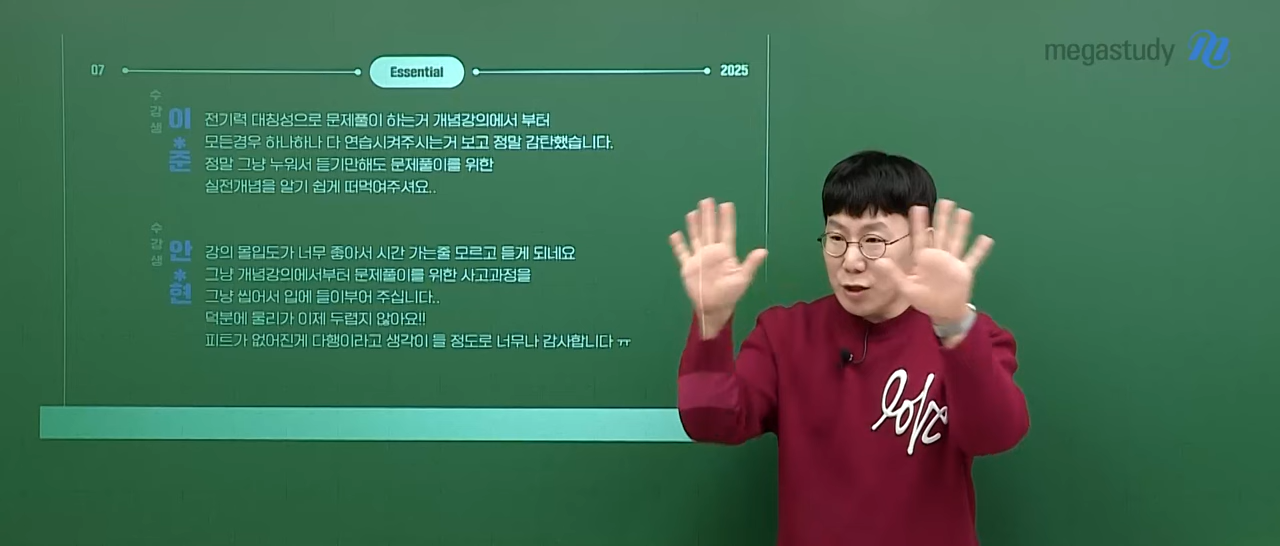 megastudy
07
Essential
2025
수강생
이*준
전기력 대칭성으로 문제풀이 하는거 개념강의에서 부터
모든경우 하나하나 다 연습시켜주시는거 보고 정말 감탄했습니다.
정말 그냥 누워서 듣기만해도 문제풀이를 위한
실전개념을 알기 쉽게 떠먹여주셔요..
수강생
안*현
강의 몰입도가 너무 좋아서 시간 가는줄 모르고 듣게 되네요
그냥 개념강의에서부터 문제풀이를 위한 사고과정을
그냥 씹어서 입에 들이부어 주십니다..
덕분에 물리가 이제 두렵지 않아요!!
피트가 없어진게 다행이라고 생각이 들 정도로 너무나 감사합니다 ㅠ